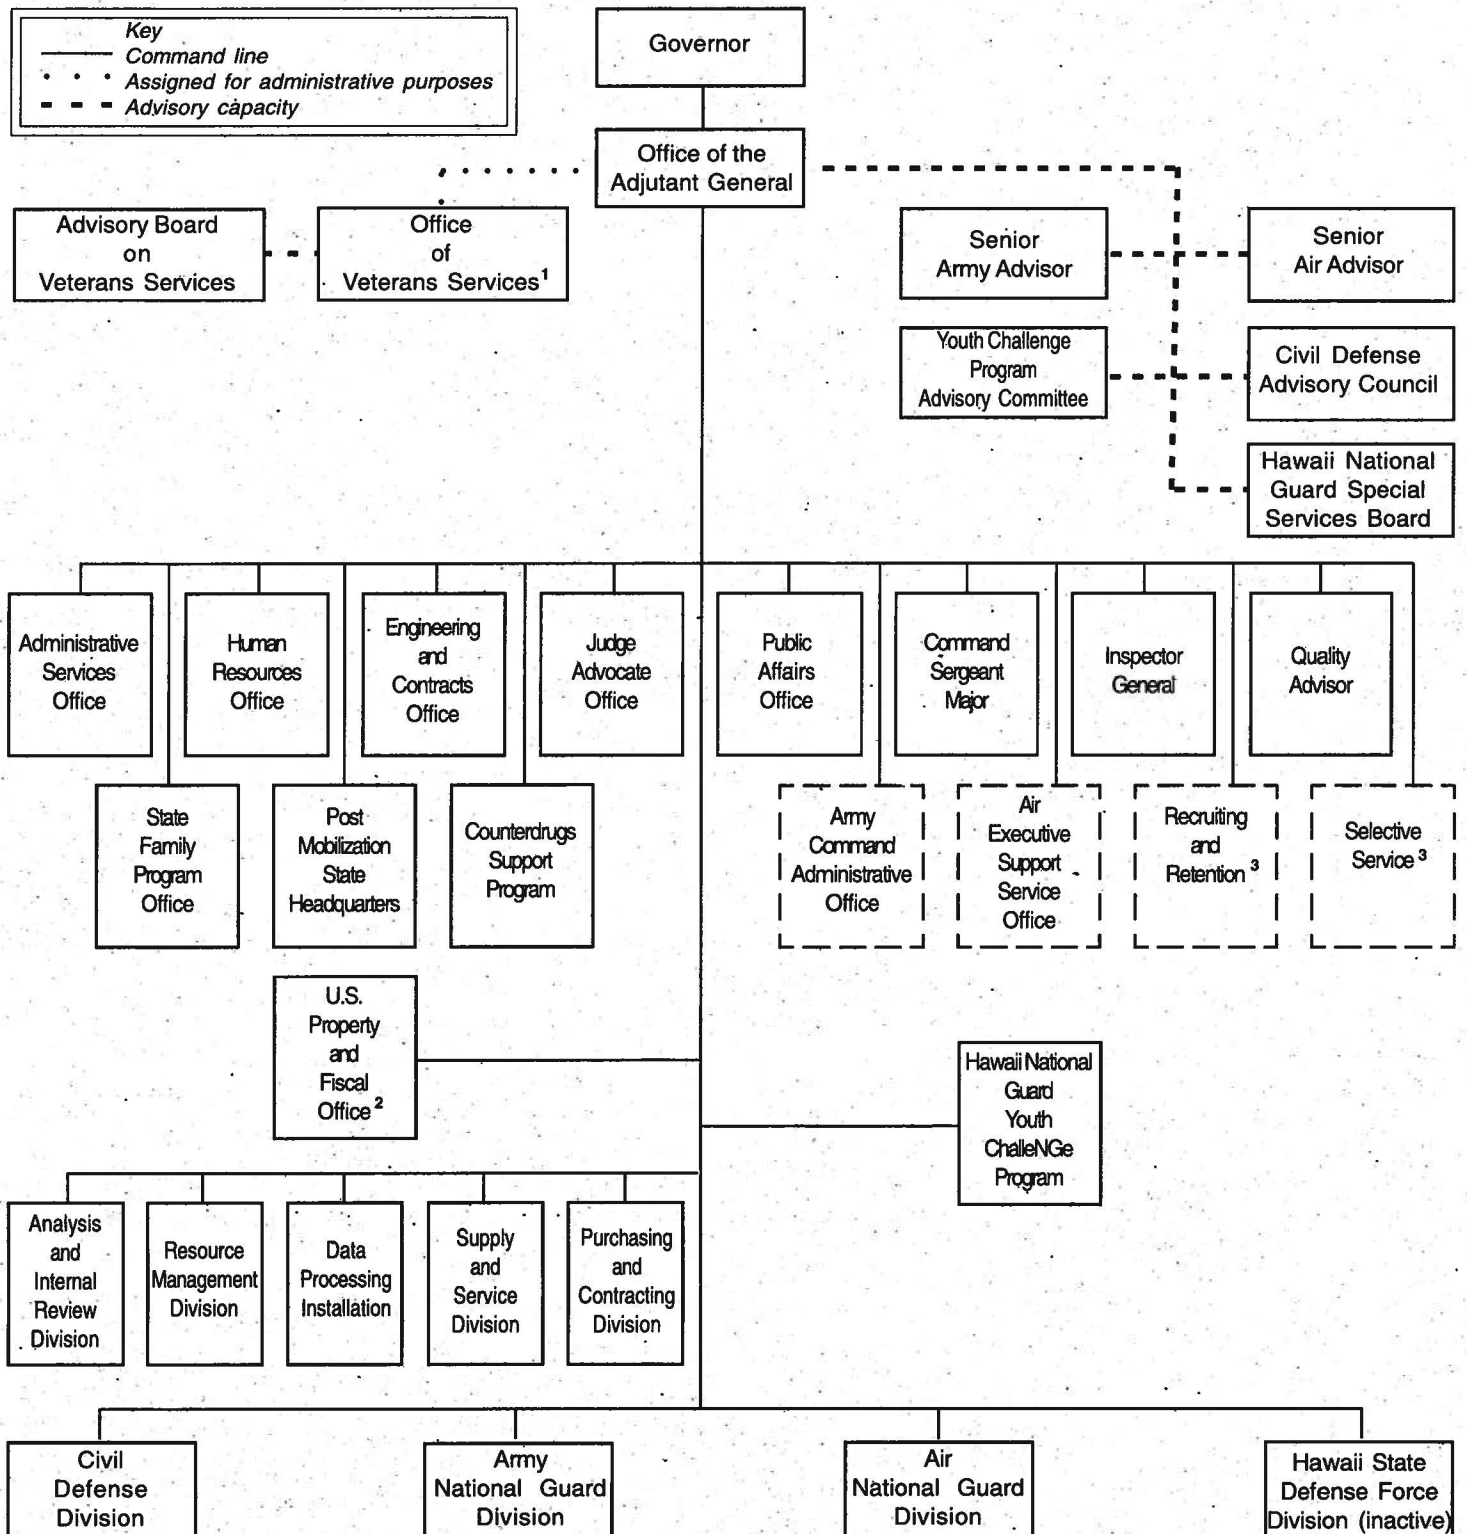 Key
Command line
Assigned for administrative purposes
Advisory capacity
Governor
Office of the
Adjutant General
Advisory Board
on
Veterans Services
Office
of
Veterans Services¹
Senior
Army Advisor
Senior
Air Advisor
Youth Challenge
Program
Advisory Committee
Civil Defense
Advisory Council
Hawaii National
Guard Special
Services Board
Administrative
Services
Office
Human
Resources
Office
Engineering
and
Contracts
Office
Judge
Advocate
Office
Public
Affairs
Office
Command
Sergeant
Major
Inspector
General
Quality
Advisor
State
Family
Program
Office
Post
Mobilization
State
Headquarters
Counterdrugs
Support
Program
Army
Command
Administrative
Office
Air
Executive
Support
Service
Office
Recruiting
and
Retention ³
Selective
Service ³
U.S.
Property
and
Fiscal
Office ²
Hawaii National
Guard
Youth
ChalleNGe
Program
Analysis
and
Internal
Review
Division
Resource
Management
Division
Data
Processing
Installation
Supply
and
Service
Division
Purchasing
and
Contracting
Division
Civil
Defense
Division
Army
National Guard
Division
Air
National Guard
Division
Hawaii State
Defense Force
Division (inactive)